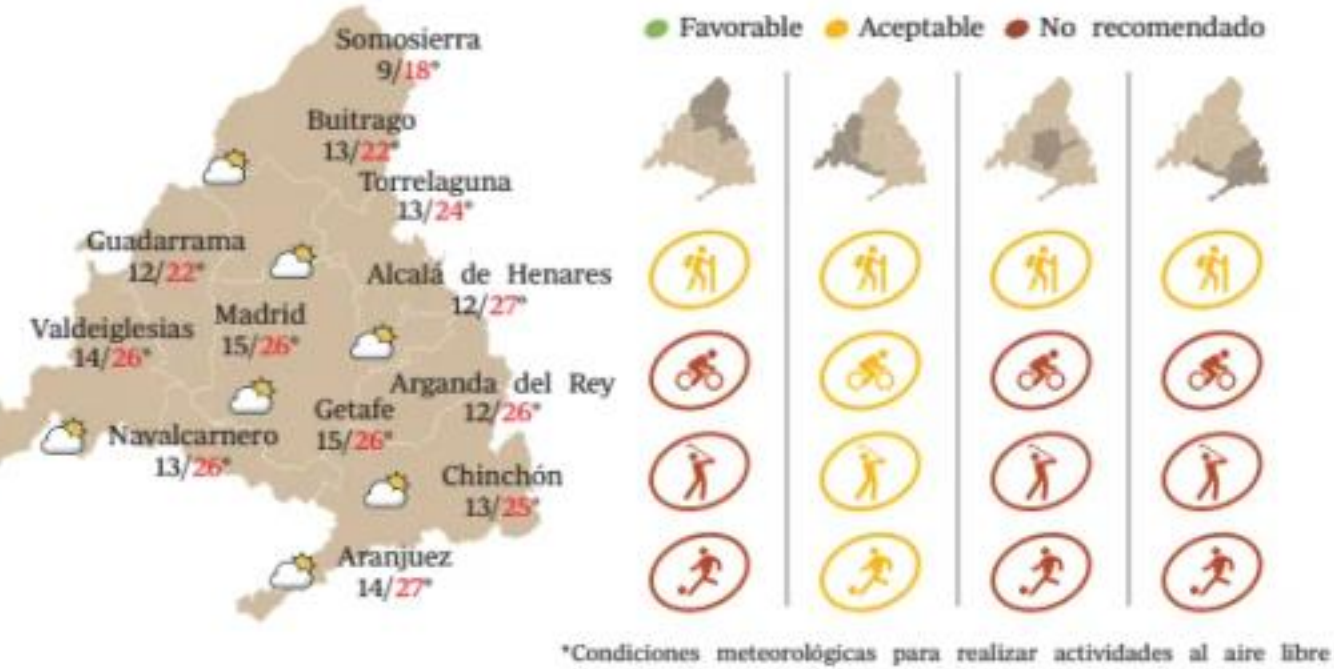 Somosierra
9/18°
Buitrago
13/22°
Torrelaguna
13/24°
Guadarrama
12/22°
Alcalá de Henares
12/27°
Madrid
15/26°
Valdeiglesias
14/26°
Arganda del Rey
12/26°
Getafe
15/26°
Navalcarnero
13/26°
Chinchón
13/25°
Aranjuez
14/27°
Favorable Aceptable No recomendado
*Condiciones meteorológicas para realizar actividades al aire libre